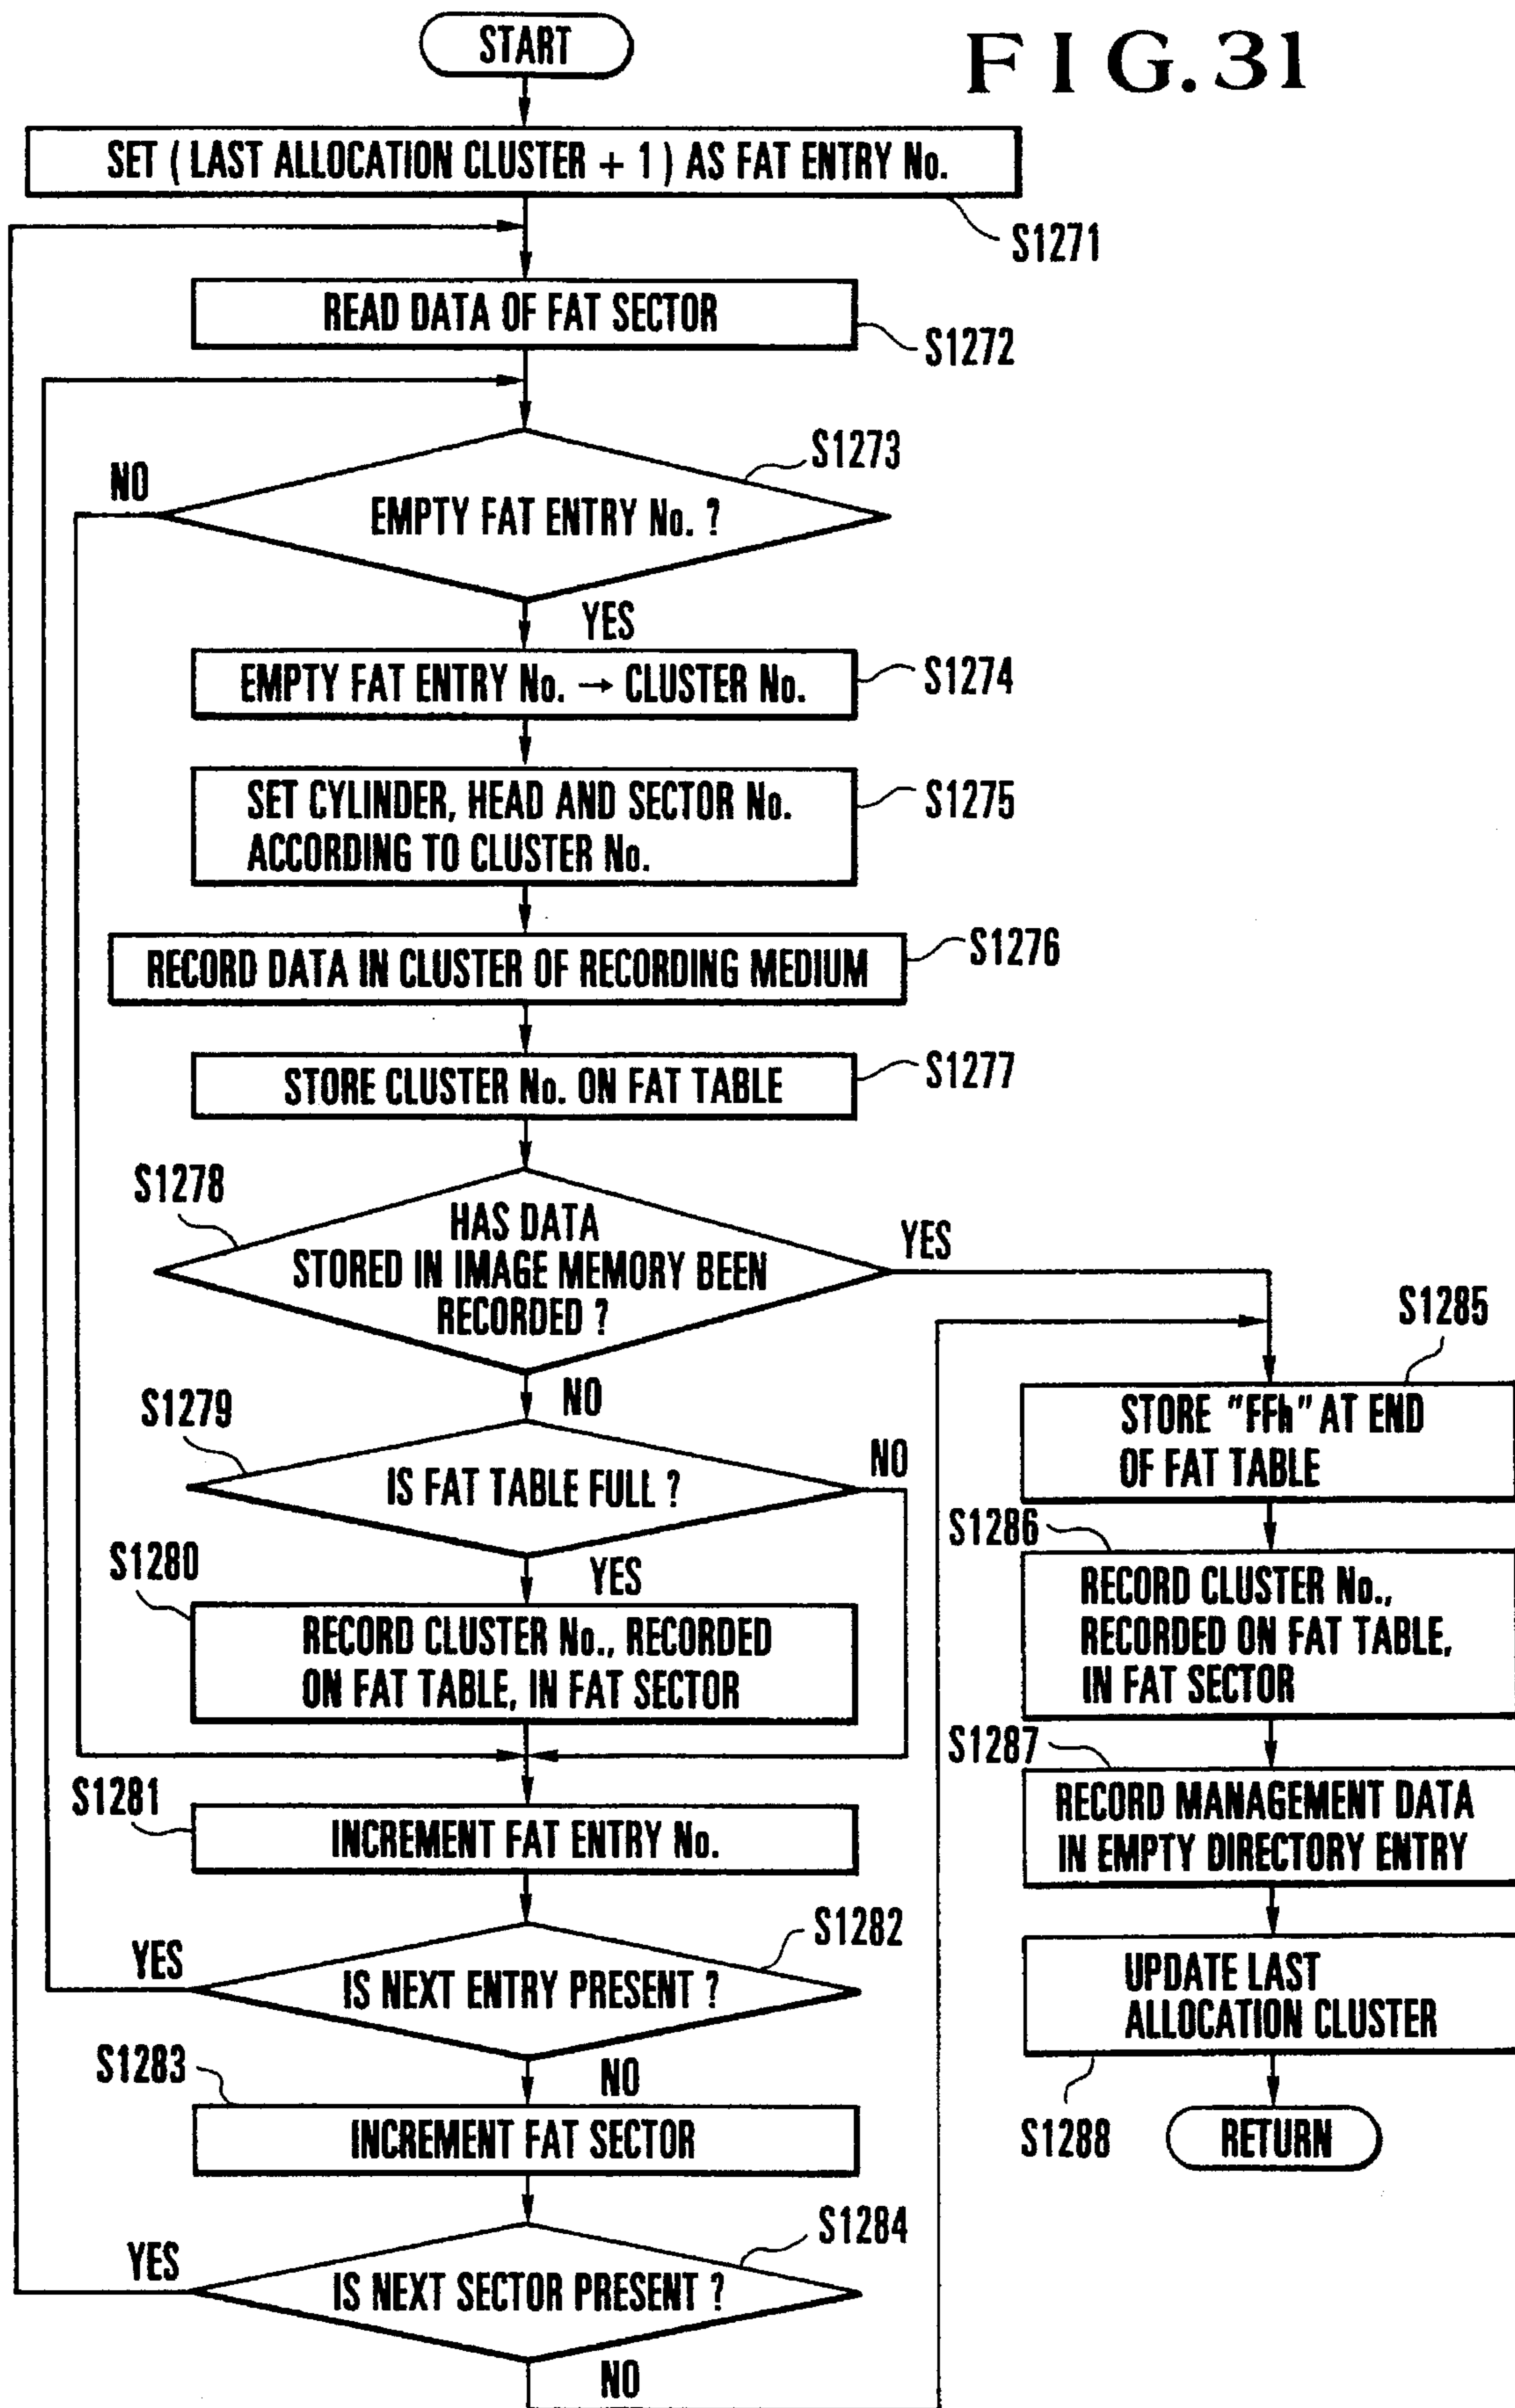 START
FIG.31
SET ( LAST ALLOCATION CLUSTER + 1 ) AS FAT ENTRY No.
S1271
READ DATA OF FAT SECTOR
S1272
S1273
NO
EMPTY FAT ENTRY No. ?
YES
EMPTY FAT ENTRY No. → CLUSTER No.
S1274
SET CYLINDER, HEAD AND SECTOR No.
ACCORDING TO CLUSTER No.
S1275
RECORD DATA IN CLUSTER OF RECORDING MEDIUM
S1276
STORE CLUSTER No. ON FAT TABLE
S1277
S1278
HAS DATA
STORED IN IMAGE MEMORY BEEN
RECORDED ?
YES
NO
S1279
IS FAT TABLE FULL ?
NO
YES
S1280
RECORD CLUSTER No., RECORDED
ON FAT TABLE, IN FAT SECTOR
S1281
INCREMENT FAT ENTRY No.
S1282
YES
IS NEXT ENTRY PRESENT ?
NO
S1283
INCREMENT FAT SECTOR
S1284
YES
IS NEXT SECTOR PRESENT ?
NO
S1285
STORE "FFh" AT END
OF FAT TABLE
S1286
RECORD CLUSTER No.,
RECORDED ON FAT TABLE,
IN FAT SECTOR
S1287
RECORD MANAGEMENT DATA
IN EMPTY DIRECTORY ENTRY
UPDATE LAST
ALLOCATION CLUSTER
S1288
RETURN